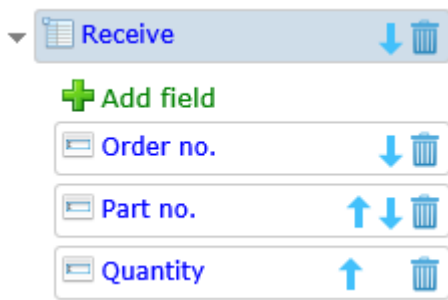 Receive
Add field
Order no.
Part no.
Quantity